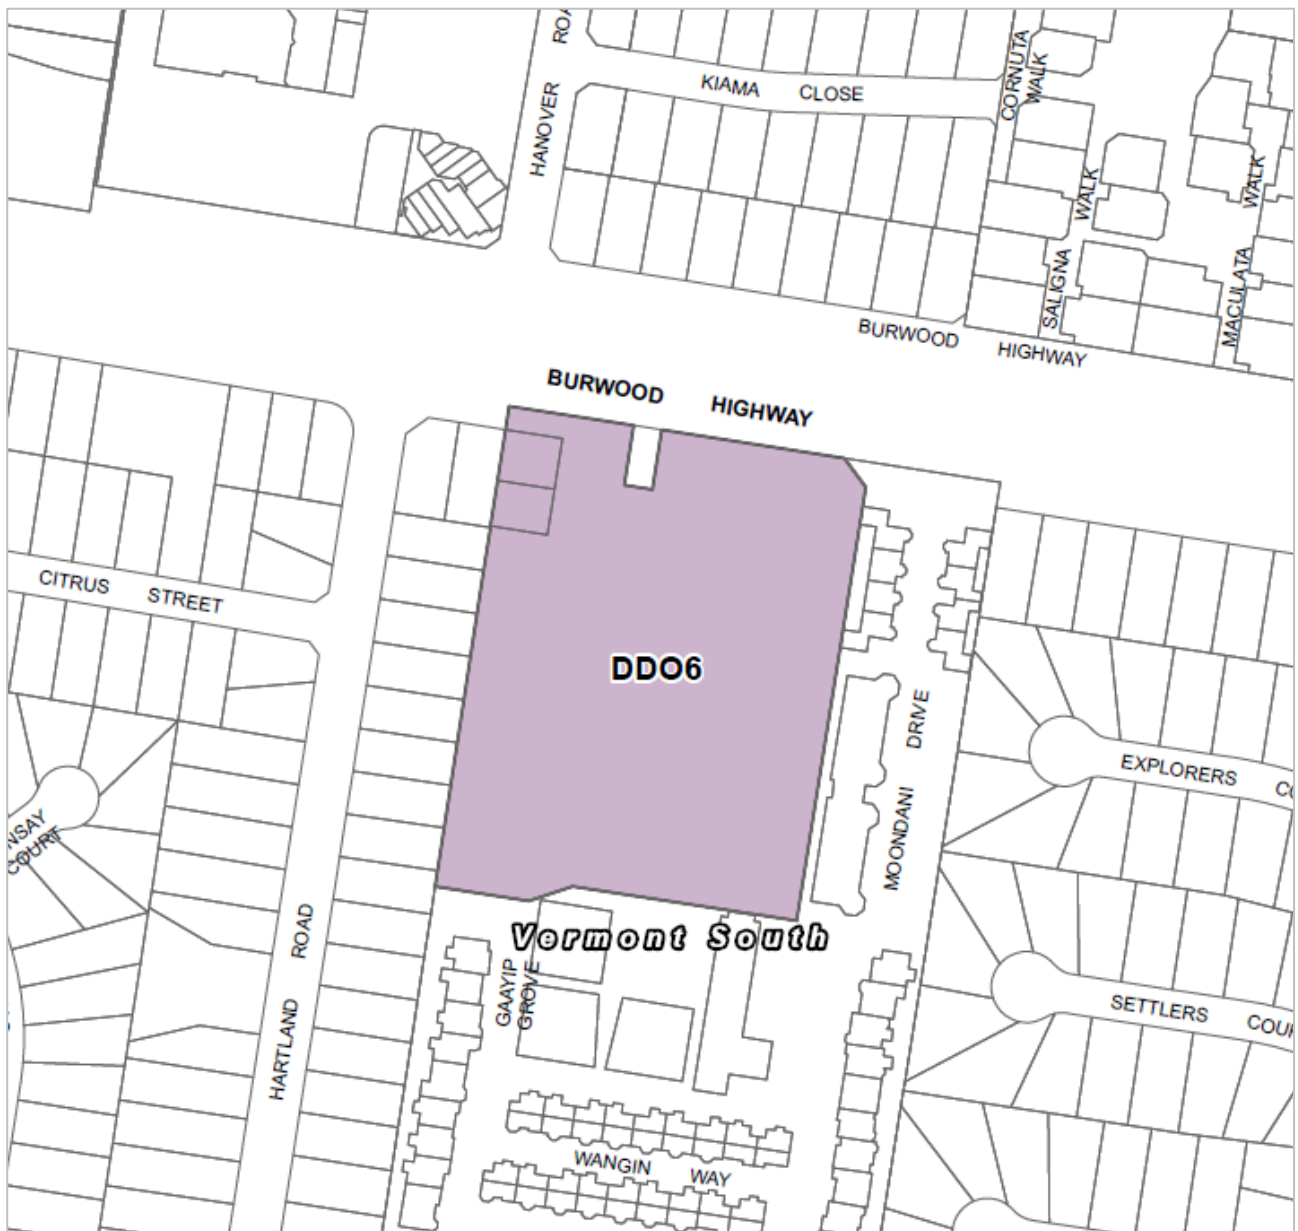 ROA
HANOVER
KIAMA CLOSE
CORNUTA
WALK
SALIGNA WALK
MACULATA WALK
BURWOOD HIGHWAY
BURWOOD HIGHWAY
CITRUS STREET
DDO6
MOONDANI DRIVE
EXPLORERS CO
NSAY
COURT
HARTLAND ROAD
Vermont South
GAAYIP
GROVE
SETTLERS COU
WANGIN WAY